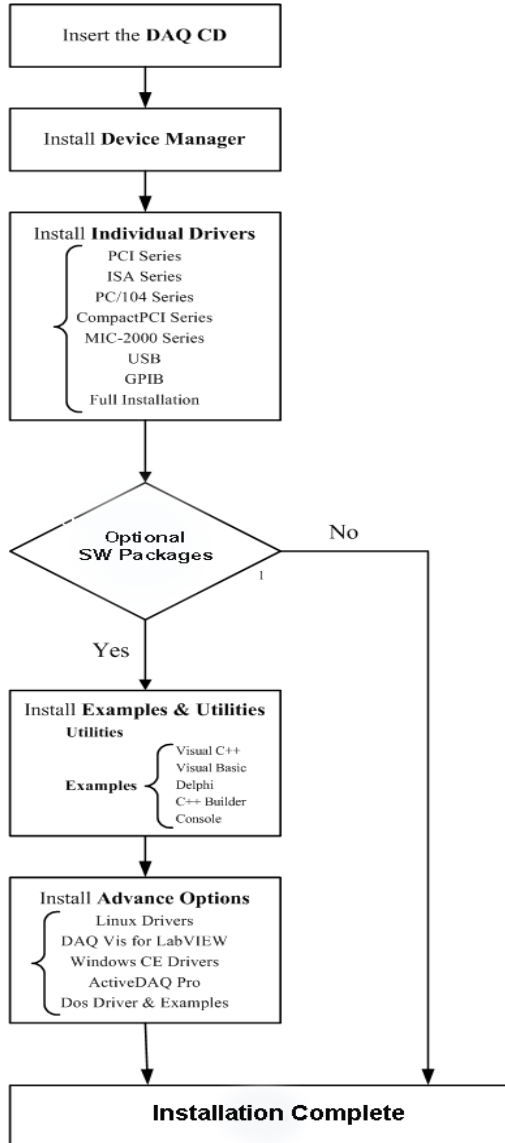 Insert the DAQ CD
Install Device Manager
Install Individual Drivers
PCI Series
ISA Series
PC/104 Series
CompactPCI Series
MIC-2000 Series
USB
GPIB
Full Installation
Optional
SW Packages
No
1
Yes
Install Examples & Utilities
Utilities
Examples
Visual C++
Visual Basic
Delphi
C++ Builder
Console
Install Advance Options
Linux Drivers
DAQ Vis for LabVIEW
Windows CE Drivers
ActiveDAQ Pro
Dos Driver & Examples
Installation Complete